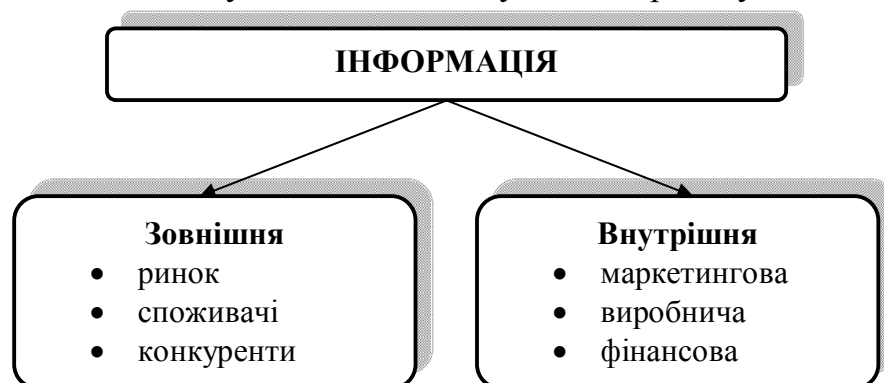 ІНФОРМАЦІЯ
Зовнішня
• ринок
• споживачі
• конкуренти
Внутрішня
• маркетингова
• виробнича
• фінансова